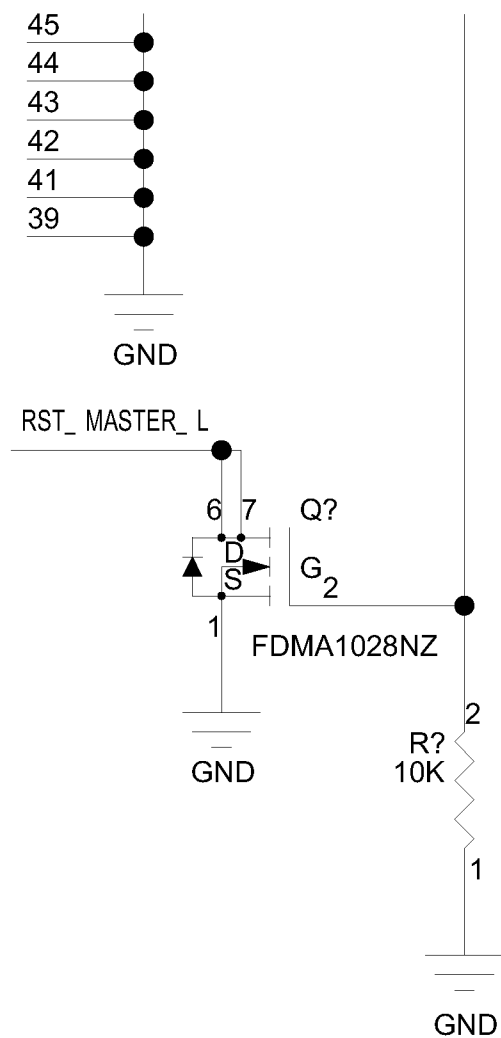 45
44
43
42
41
39
GND
RST_ MASTER_ L
6 7 Q?
D
G
S
2
1
FDMA1028NZ
2
R?
10K
GND
1
GND